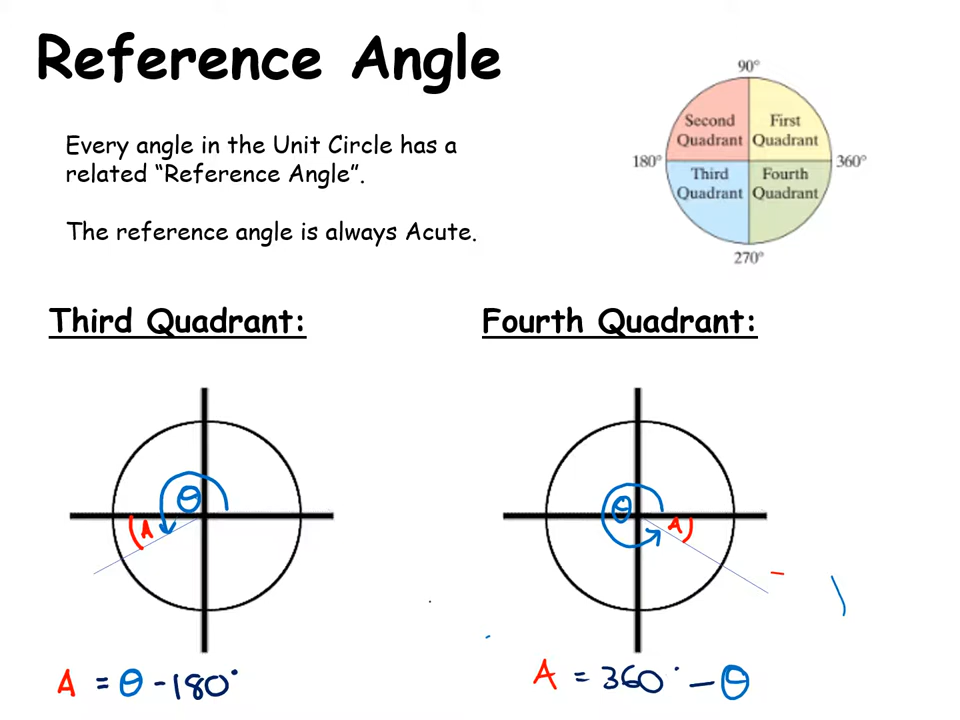 Reference Angle
90°
Every angle in the Unit Circle has a
related “Reference Angle”.
The reference angle is always Acute.
Second
Quadrant
First
Quadrant
180°
360°
Third
Quadrant
Fourth
Quadrant
270°
Third Quadrant:
Fourth Quadrant:
θ
A
θ
A
A = θ - 180°
A = 360° - θ